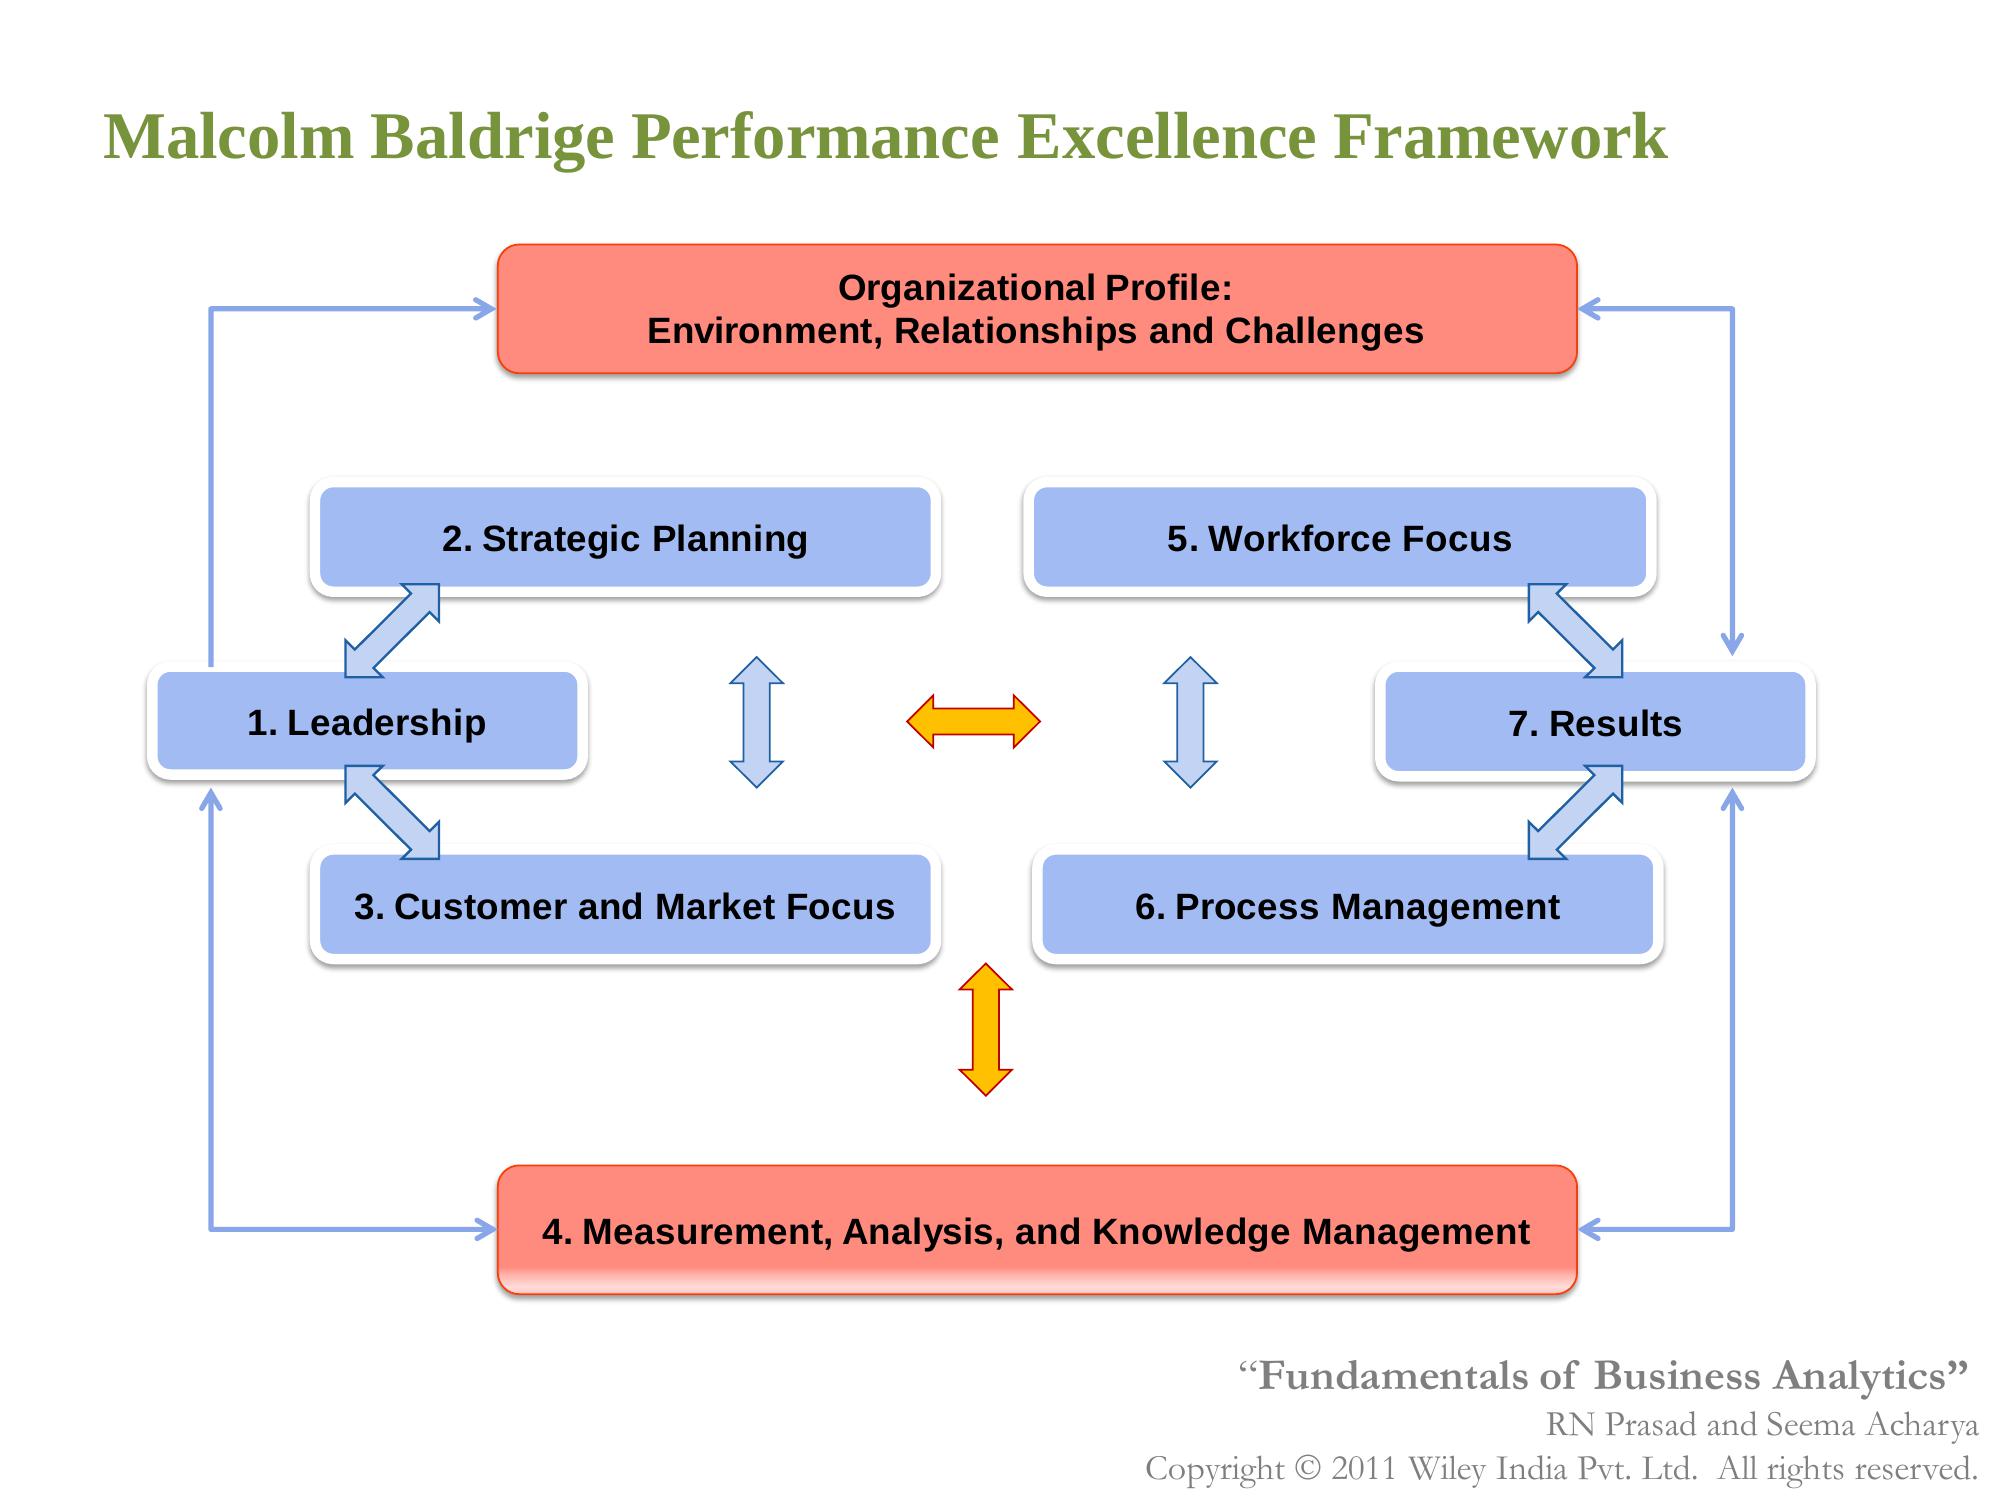 Malcolm Baldrige Performance Excellence Framework
Organizational Profile:
Environment, Relationships and Challenges
2. Strategic Planning
5. Workforce Focus
1. Leadership
7. Results
3. Customer and Market Focus
6. Process Management
4. Measurement, Analysis, and Knowledge Management
“Fundamentals of Business Analytics”
RN Prasad and Seema Acharya
Copyright © 2011 Wiley India Pvt. Ltd.  All rights reserved.